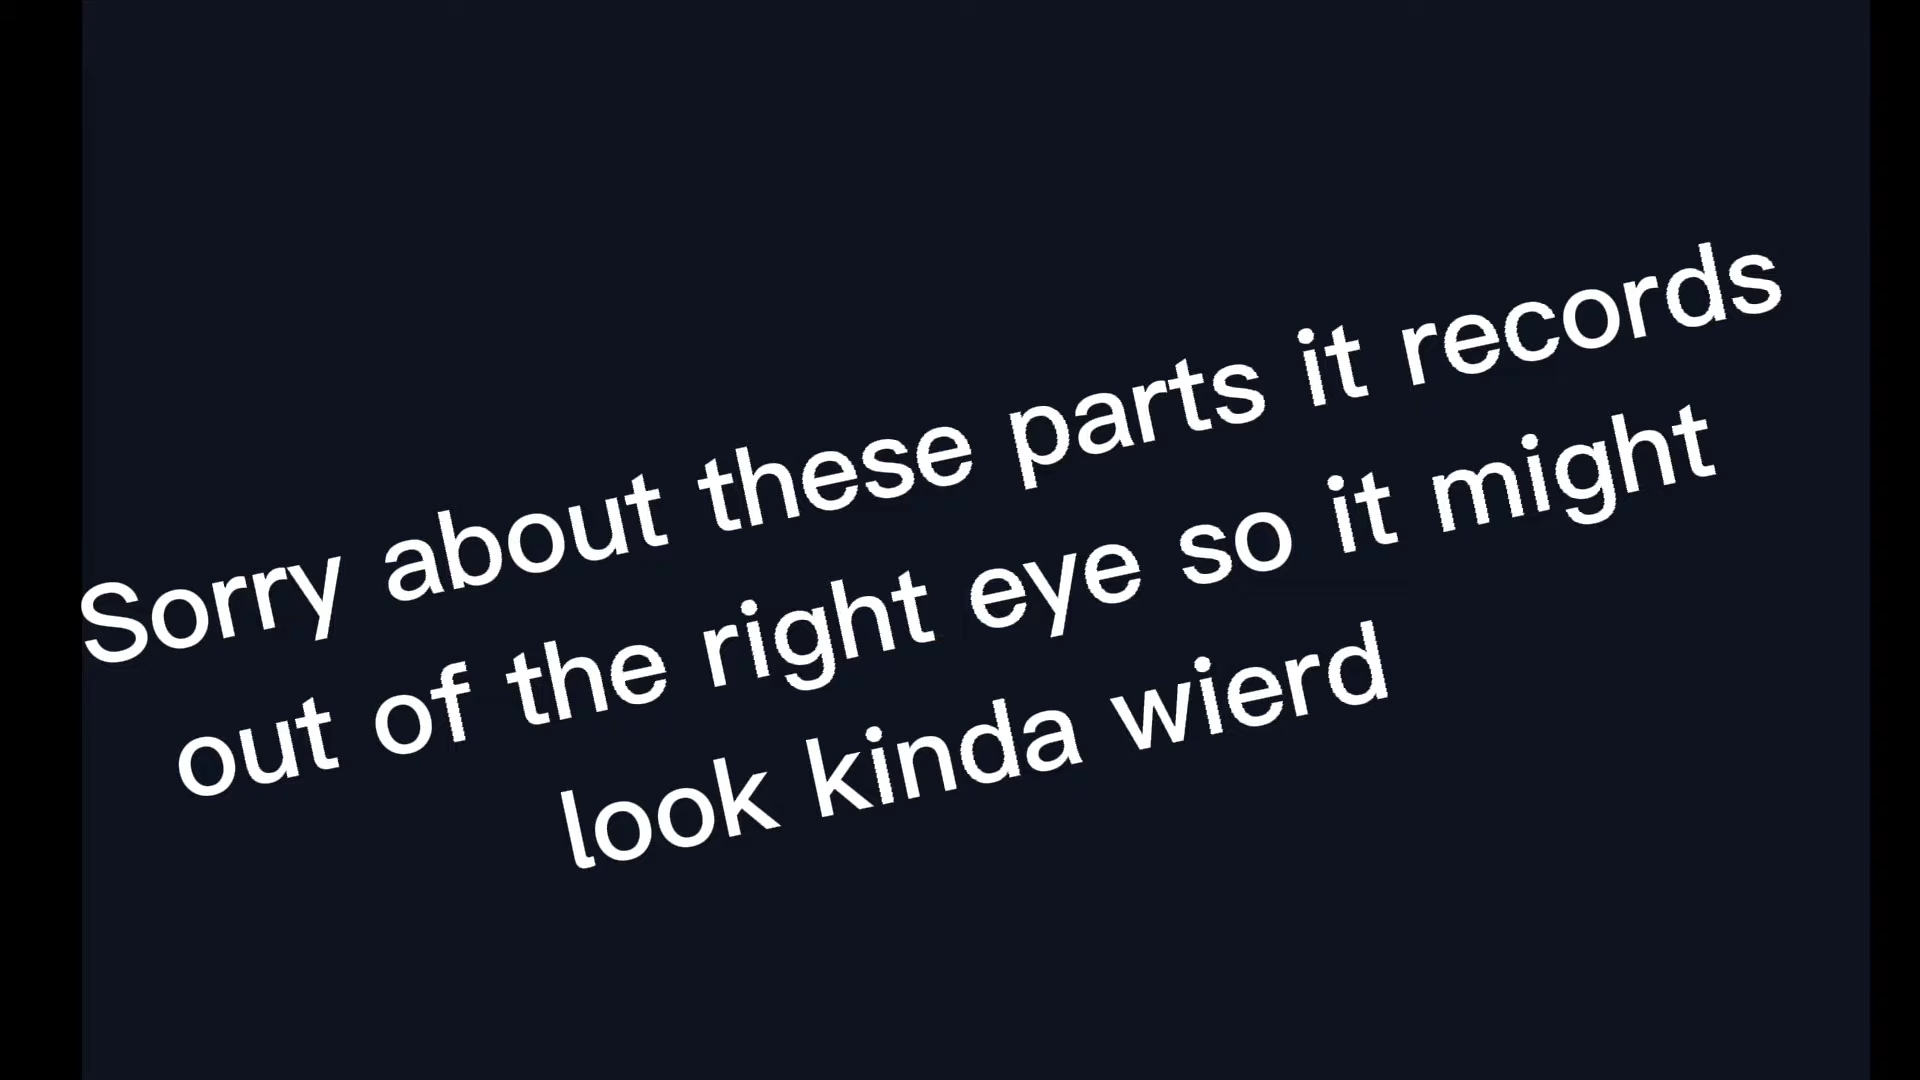 Sorry about these parts it records
out of the right eye so it might
look kinda wierd